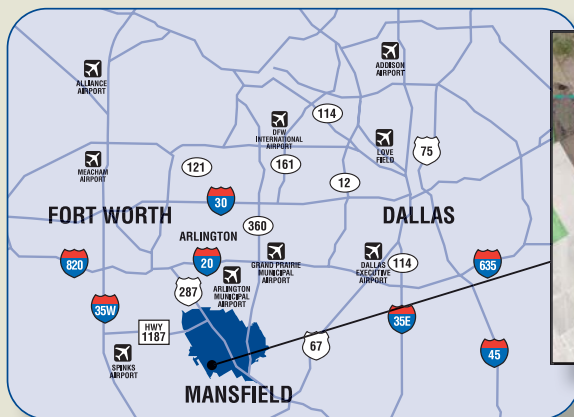 ALLIANCE
AIRPORT
ADDISON
AIRPORT
114
DFW
INTERNATIONAL
AIRPORT
LOVE
FIELD
75
MEACHAM
AIRPORT
121
161
12
30
FORT WORTH
DALLAS
360
ARLINGTON
820
20
GRAND PRAIRIE
MUNICIPAL
AIRPORT
DALLAS
EXECUTIVE
AIRPORT
114
635
287
ARLINGTON
MUNICIPAL
AIRPORT
35W
HWY
1187
35E
67
45
SPINKS
AIRPORT
MANSFIELD